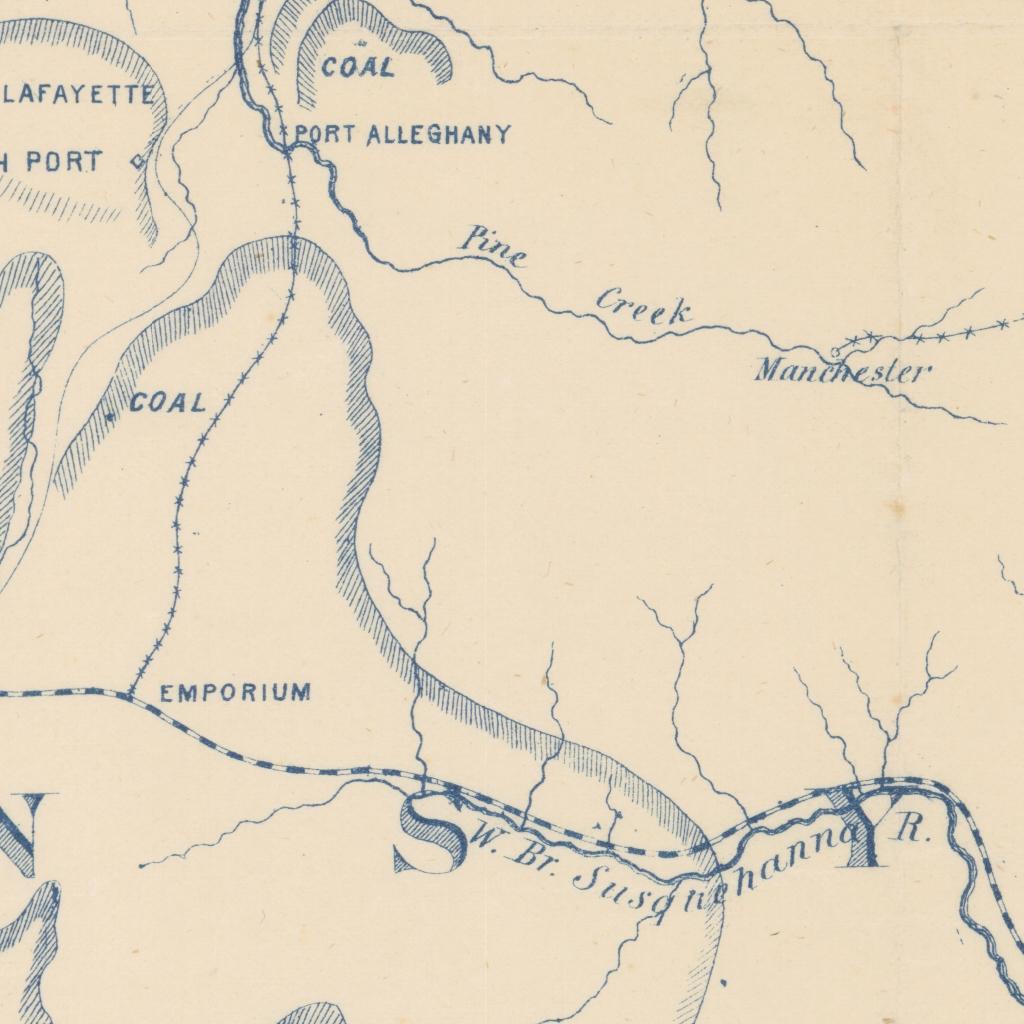 COAL
LAFAYETTE
PORT ALLEGHANY
H PORT
Pine Creek
Manchester
COAL
EMPORIUM
N S Y
W. Br. Susquehanna R.